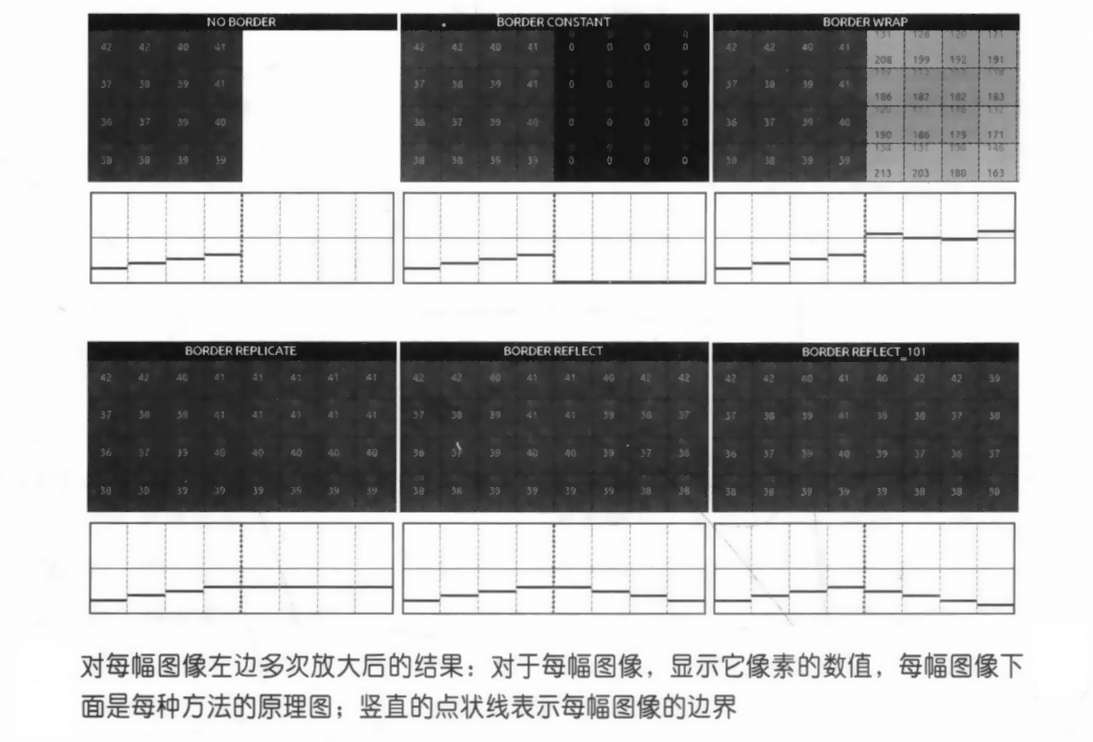 NO BORDER
BORDER CONSTANT
BORDER WRAP
42 42 40 41
42 42 40 41 0 0 0 0
42 42 40 41 208 199 192 191
37 38 39 41
37 38 39 41 0 0 0 0
37 38 39 41 186 187 182 183
36 37 39 40
36 37 39 40 0 0 0 0
36 37 39 40 190 186 179 171
38 38 39 39
38 38 39 39 0 0 0 0
38 38 39 39 213 203 180 163
BORDER REPLICATE
BORDER REFLECT
BORDER REFLECT_101
42 42 40 41 41 41 41 41
42 42 40 41 41 40 42 42
42 42 40 41 40 42 42 39
37 38 39 41 41 41 41 41
37 38 39 41 41 39 38 37
37 38 39 41 39 38 37 38
36 37 39 40 40 40 40 40
36 37 39 40 40 39 37 36
36 37 39 40 39 37 36 37
38 38 39 39 39 39 39 39
38 38 39 39 39 39 38 38
38 38 39 39 39 38 38 38
对每幅图像左边多次放大后的结果：对于每幅图像，显示它像素的数值，每幅图像下
面是每种方法的原理图；竖直的点状线表示每幅图像的边界